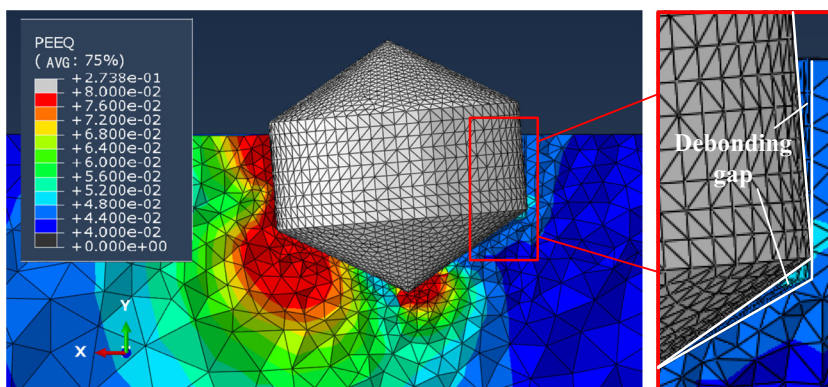 PEEQ
(AVG: 75%)
+2.738e-01
+8.000e-02
+7.600e-02
+7.200e-02
+6.800e-02
+6.400e-02
+6.000e-02
+5.600e-02
+5.200e-02
+4.800e-02
+4.400e-02
+4.000e-02
+0.000e+00
Y
X
Debonding
gap